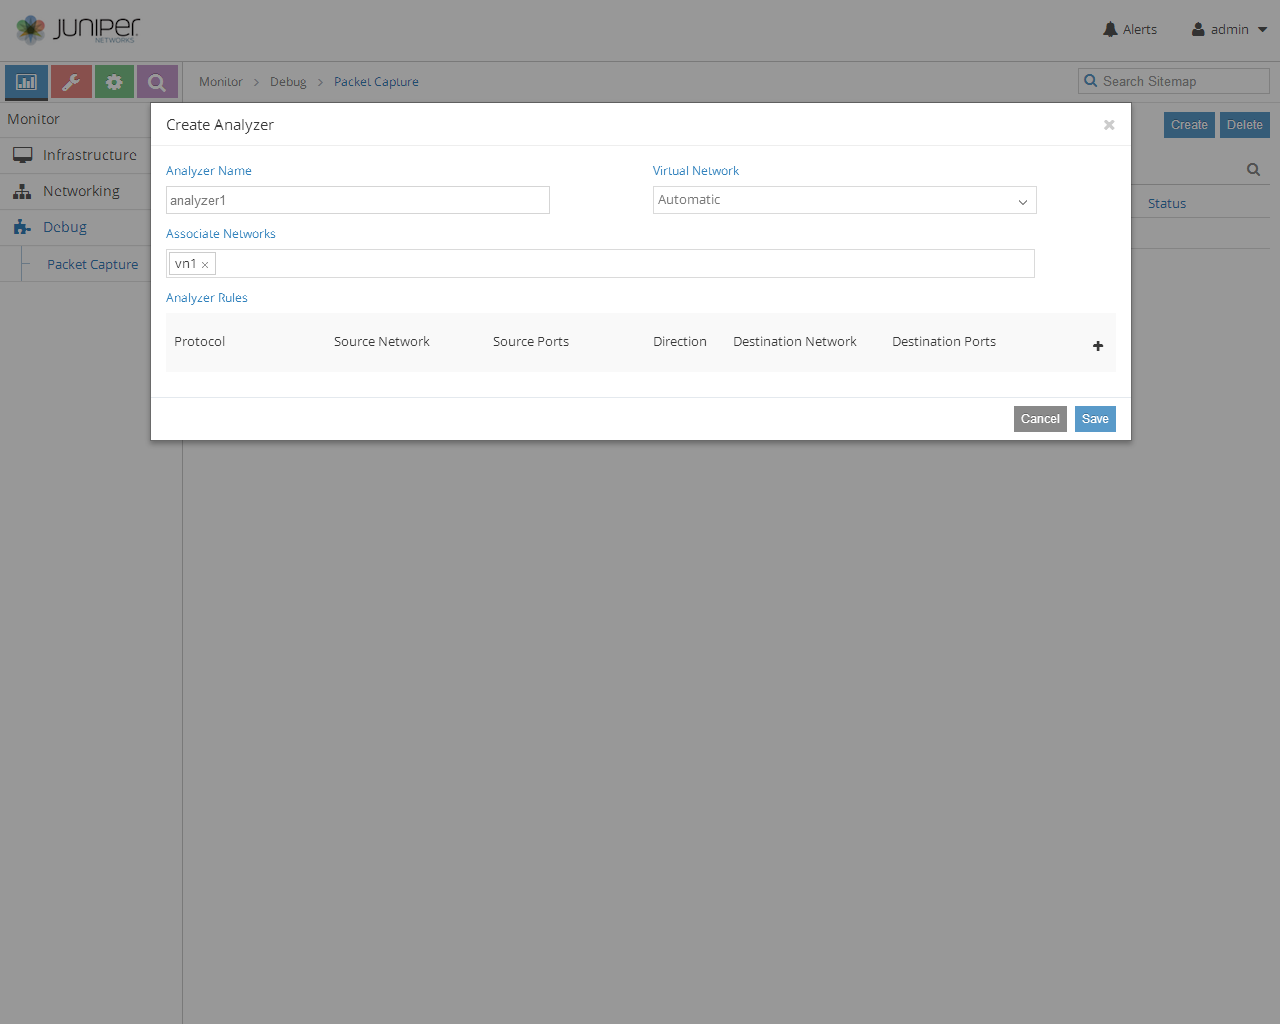 JUNIPER NETWORKS
Alerts
admin
Monitor > Debug > Packet Capture
Search Sitemap
Monitor
Create Delete
Infrastructure
Networking
Debug
Packet Capture
Status
Create Analyzer
Analyzer Name Virtual Network
analyzer1 Automatic
Associate Networks
vn1 ×
Analyzer Rules
Protocol Source Network Source Ports Direction Destination Network Destination Ports
Cancel Save